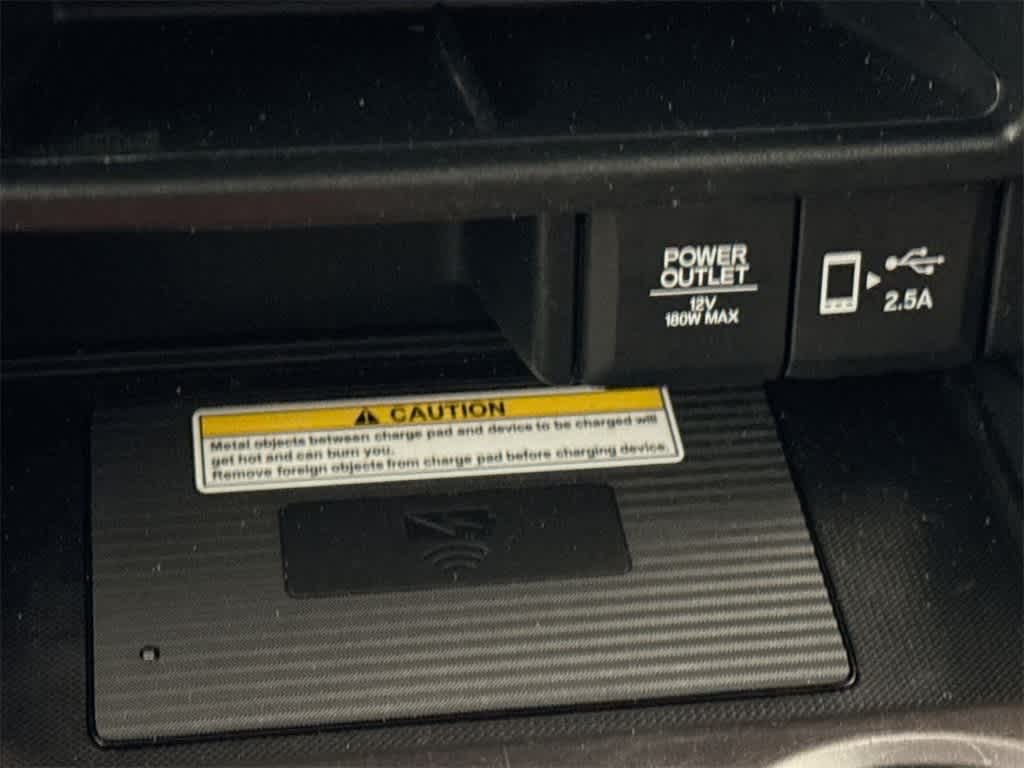 POWER
OUTLET
12V
180W MAX
2.5A
CAUTION
Metal objects between charge pad and device to be charged will
get hot and can burn you.
Remove foreign objects from charge pad before charging device.